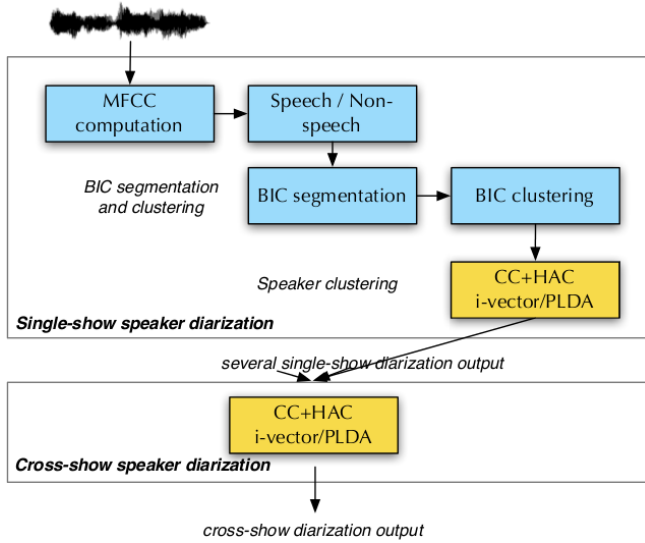 MFCC
computation
Speech / Non-
speech
BIC segmentation
and clustering
BIC segmentation
BIC clustering
Speaker clustering
CC+HAC
i-vector/PLDA
Single-show speaker diarization
several single-show diarization output
CC+HAC
i-vector/PLDA
Cross-show speaker diarization
cross-show diarization output